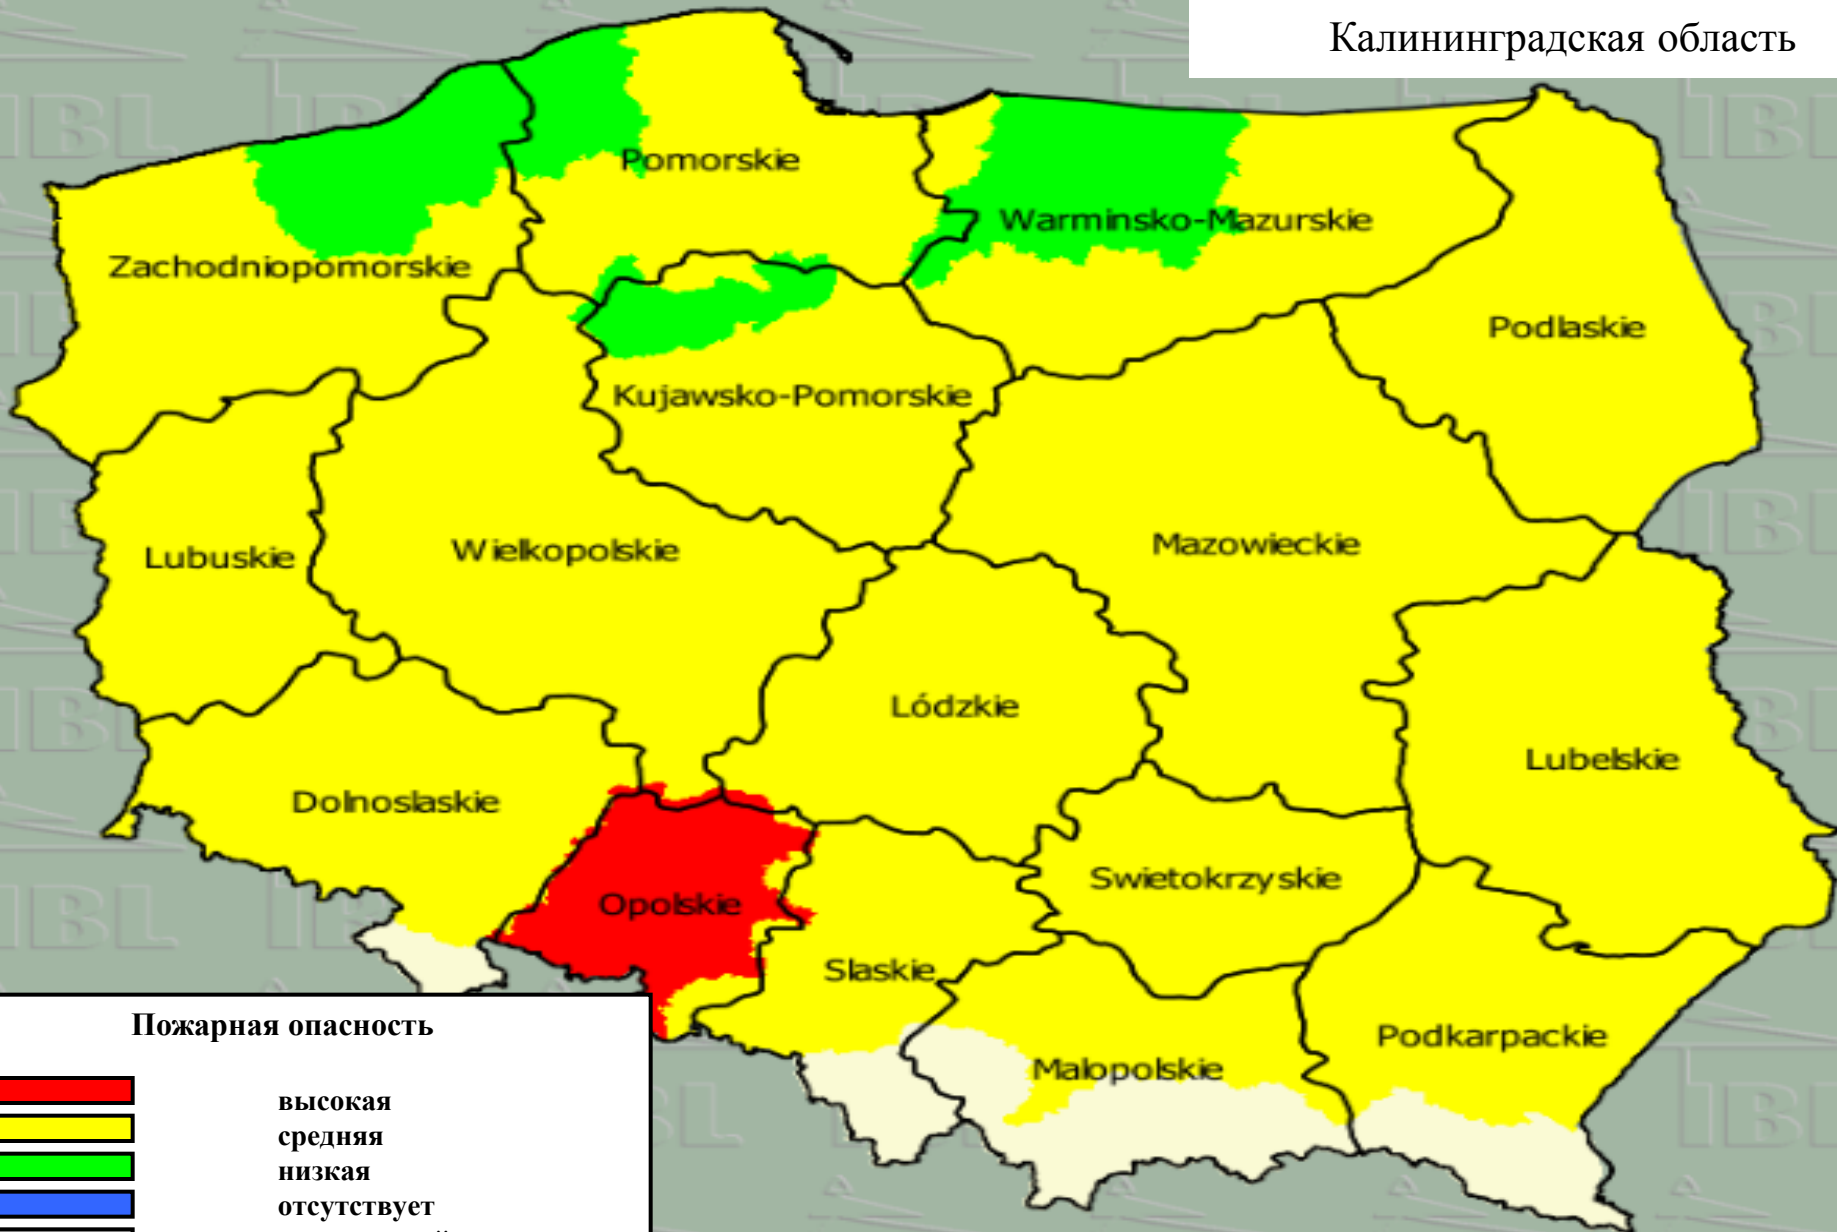 Калининградская область
Pomorskie
Warminsko-Mazurskie
Zachodniopomorskie
Podlaskie
Kujawsko-Pomorskie
Lubuskie
Wielkopolskie
Mazowieckie
Lódzkie
Lubelskie
Dolnoslaskie
Swietokrzyskie
Opolskie
Slaskie
Podkarpackie
Malopolskie
Пожарная опасность
высокая
средняя
низкая
отсутствует
IBL